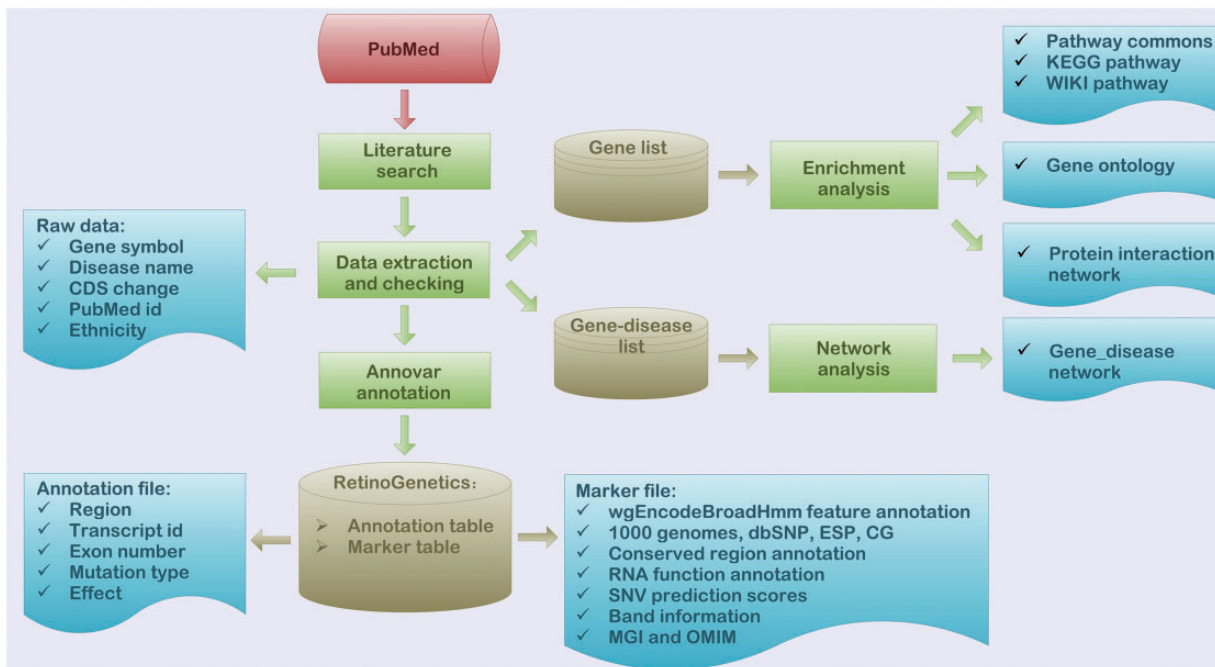 PubMed
Literature
search
Data extraction
and checking
Annovar
annotation
Raw data:
✓ Gene symbol
✓ Disease name
✓ CDS change
✓ PubMed id
✓ Ethnicity
Gene list
Enrichment
analysis
✓ Pathway commons
✓ KEGG pathway
✓ WIKI pathway
✓ Gene ontology
✓ Protein interaction
network
Gene-disease
list
Network
analysis
✓ Gene_disease
network
RetinoGenetics:
➢ Annotation table
➢ Marker table
Annotation file:
✓ Region
✓ Transcript id
✓ Exon number
✓ Mutation type
✓ Effect
Marker file:
✓ wgEncodeBroadHmm feature annotation
✓ 1000 genomes, dbSNP, ESP, CG
✓ Conserved region annotation
✓ RNA function annotation
✓ SNV prediction scores
✓ Band information
✓ MGI and OMIM